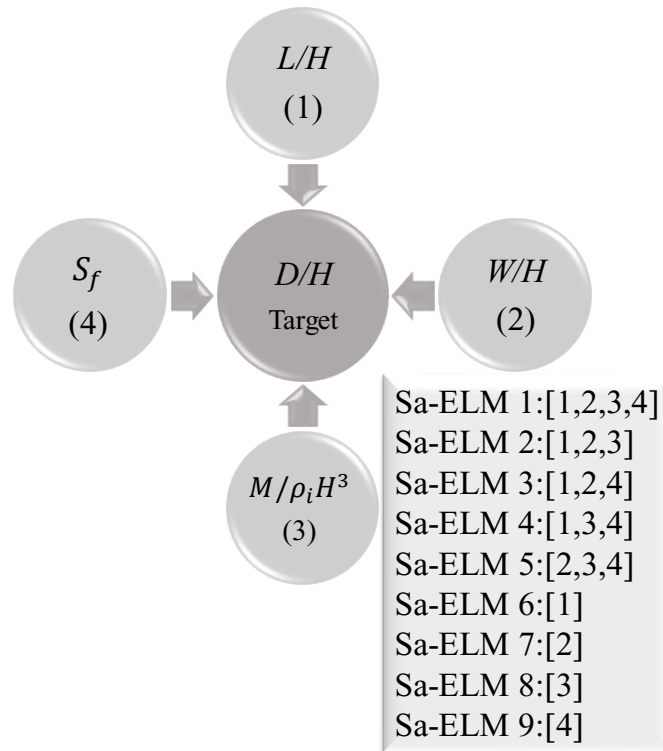 L/H
(1)
S_f
(4)
D/H
Target
W/H
(2)
M/ρ_iH³
(3)
Sa-ELM 1:[1,2,3,4]
Sa-ELM 2:[1,2,3]
Sa-ELM 3:[1,2,4]
Sa-ELM 4:[1,3,4]
Sa-ELM 5:[2,3,4]
Sa-ELM 6:[1]
Sa-ELM 7:[2]
Sa-ELM 8:[3]
Sa-ELM 9:[4]